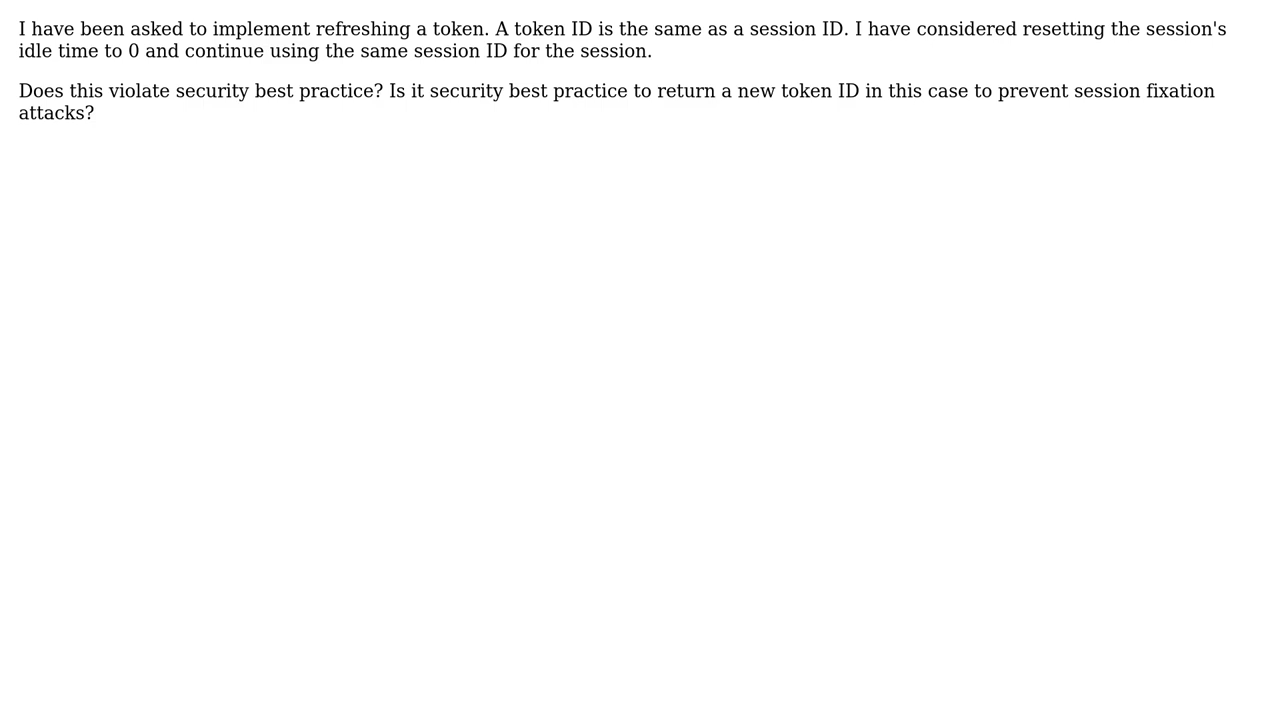 I have been asked to implement refreshing a token. A token ID is the same as a session ID. I have considered resetting the session's
idle time to 0 and continue using the same session ID for the session.
Does this violate security best practice? Is it security best practice to return a new token ID in this case to prevent session fixation
attacks?